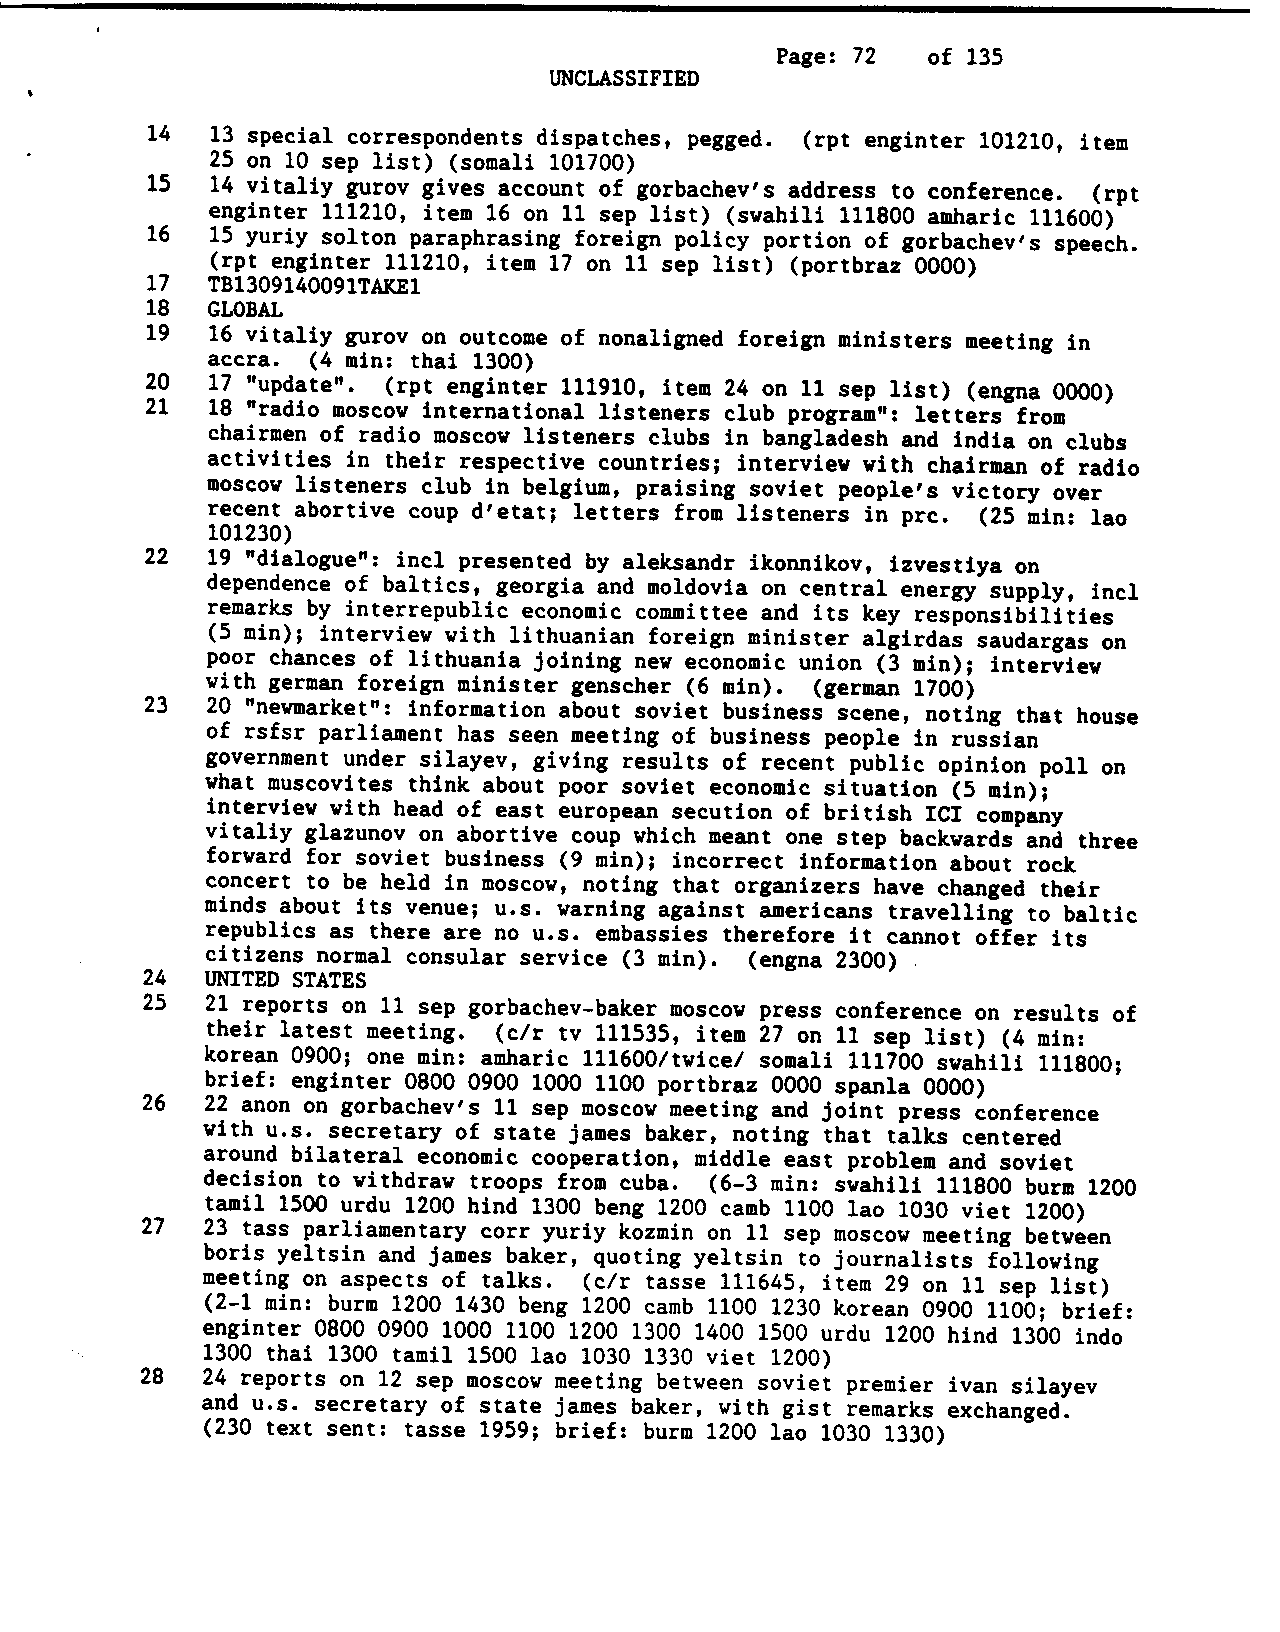 Page: 72 of 135
UNCLASSIFIED
14 13 special correspondents dispatches, pegged. (rpt enginter 101210, item
25 on 10 sep list) (somali 101700)
15 14 vitaliy gurov gives account of gorbachev's address to conference. (rpt
enginter 111210, item 16 on 11 sep list) (swahili 111800 amharic 111600)
16 15 yuriy solton paraphrasing foreign policy portion of gorbachev's speech.
(rpt enginter 111210, item 17 on 11 sep list) (portbraz 0000)
17 TB1309140091TAKE1
18 GLOBAL
19 16 vitaliy gurov on outcome of nonaligned foreign ministers meeting in
accra. (4 min: thai 1300)
20 17 "update". (rpt enginter 111910, item 24 on 11 sep list) (engna 0000)
21 18 "radio moscow international listeners club program": letters from
chairmen of radio moscow listeners clubs in bangladesh and india on clubs
activities in their respective countries; interview with chairman of radio
moscow listeners club in belgium, praising soviet people's victory over
recent abortive coup d'etat; letters from listeners in prc. (25 min: lao
101230)
22 19 "dialogue": incl presented by aleksandr ikonnikov, izvestiya on
dependence of baltics, georgia and moldovia on central energy supply, incl
remarks by interrepublic economic committee and its key responsibilities
(5 min); interview with lithuanian foreign minister algirdas saudargas on
poor chances of lithuania joining new economic union (3 min); interview
with german foreign minister genscher (6 min). (german 1700)
23 20 "newmarket": information about soviet business scene, noting that house
of rsfsr parliament has seen meeting of business people in russian
government under silayev, giving results of recent public opinion poll on
what muscovites think about poor soviet economic situation (5 min);
interview with head of east european secution of british ICI company
vitaliy glazunov on abortive coup which meant one step backwards and three
forward for soviet business (9 min); incorrect information about rock
concert to be held in moscow, noting that organizers have changed their
minds about its venue; u.s. warning against americans travelling to baltic
republics as there are no u.s. embassies therefore it cannot offer its
citizens normal consular service (3 min). (engna 2300)
24 UNITED STATES
25 21 reports on 11 sep gorbachev-baker moscow press conference on results of
their latest meeting. (c/r tv 111535, item 27 on 11 sep list) (4 min:
korean 0900; one min: amharic 111600/twice/ somali 111700 swahili 111800;
brief: enginter 0800 0900 1000 1100 portbraz 0000 spanla 0000)
26 22 anon on gorbachev's 11 sep moscow meeting and joint press conference
with u.s. secretary of state james baker, noting that talks centered
around bilateral economic cooperation, middle east problem and soviet
decision to withdraw troops from cuba. (6-3 min: swahili 111800 burm 1200
tamil 1500 urdu 1200 hind 1300 beng 1200 camb 1100 lao 1030 viet 1200)
27 23 tass parliamentary corr yuriy kozmin on 11 sep moscow meeting between
boris yeltsin and james baker, quoting yeltsin to journalists following
meeting on aspects of talks. (c/r tasse 111645, item 29 on 11 sep list)
(2-1 min: burm 1200 1430 beng 1200 camb 1100 1230 korean 0900 1100; brief:
enginter 0800 0900 1000 1100 1200 1300 1400 1500 urdu 1200 hind 1300 indo
1300 thai 1300 tamil 1500 lao 1030 1330 viet 1200)
28 24 reports on 12 sep moscow meeting between soviet premier ivan silayev
and u.s. secretary of state james baker, with gist remarks exchanged.
(230 text sent: tasse 1959; brief: burm 1200 lao 1030 1330)